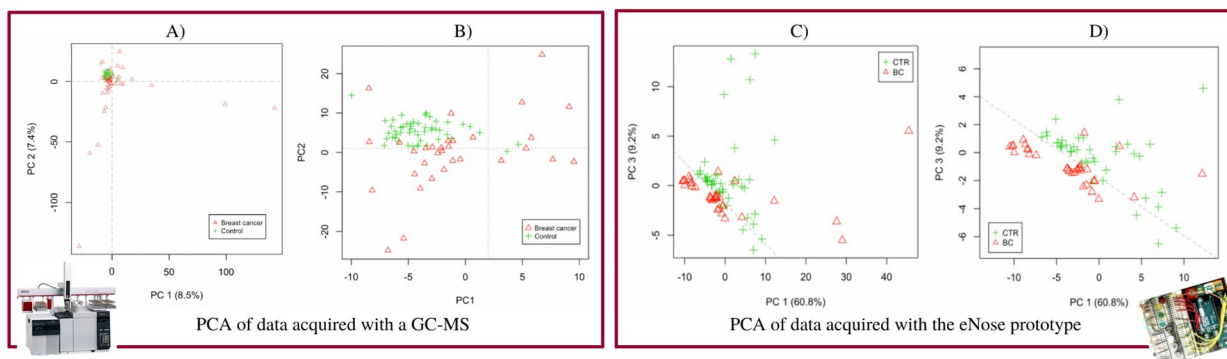 A)
B)
C)
D)
0
-50
-100
PC 2 (7.4%)
0
50
100
PC 1 (8.5%)
Breast cancer
Control
20
10
0
-10
-20
PC2
-10
-5
0
5
10
PC1
Breast cancer
Control
10
5
0
-5
PC 3 (9.2%)
-10
0
10
20
30
40
PC 1 (60.8%)
CTR
BC
6
4
2
0
-2
-4
-6
PC 3 (9.2%)
-10
-5
0
5
10
PC 1 (60.8%)
CTR
BC
PCA of data acquired with a GC-MS
PCA of data acquired with the eNose prototype